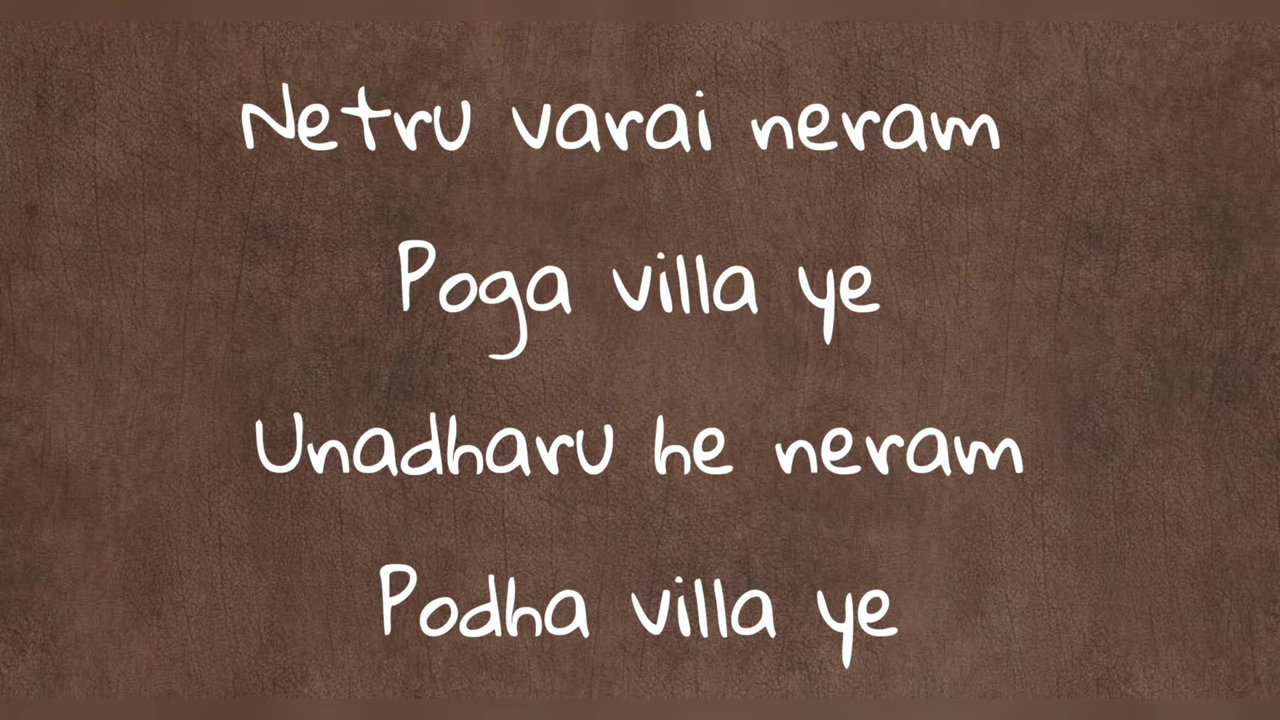 Netru varai neram
Poga villa ye
Unadharu he neram
Podha villa ye